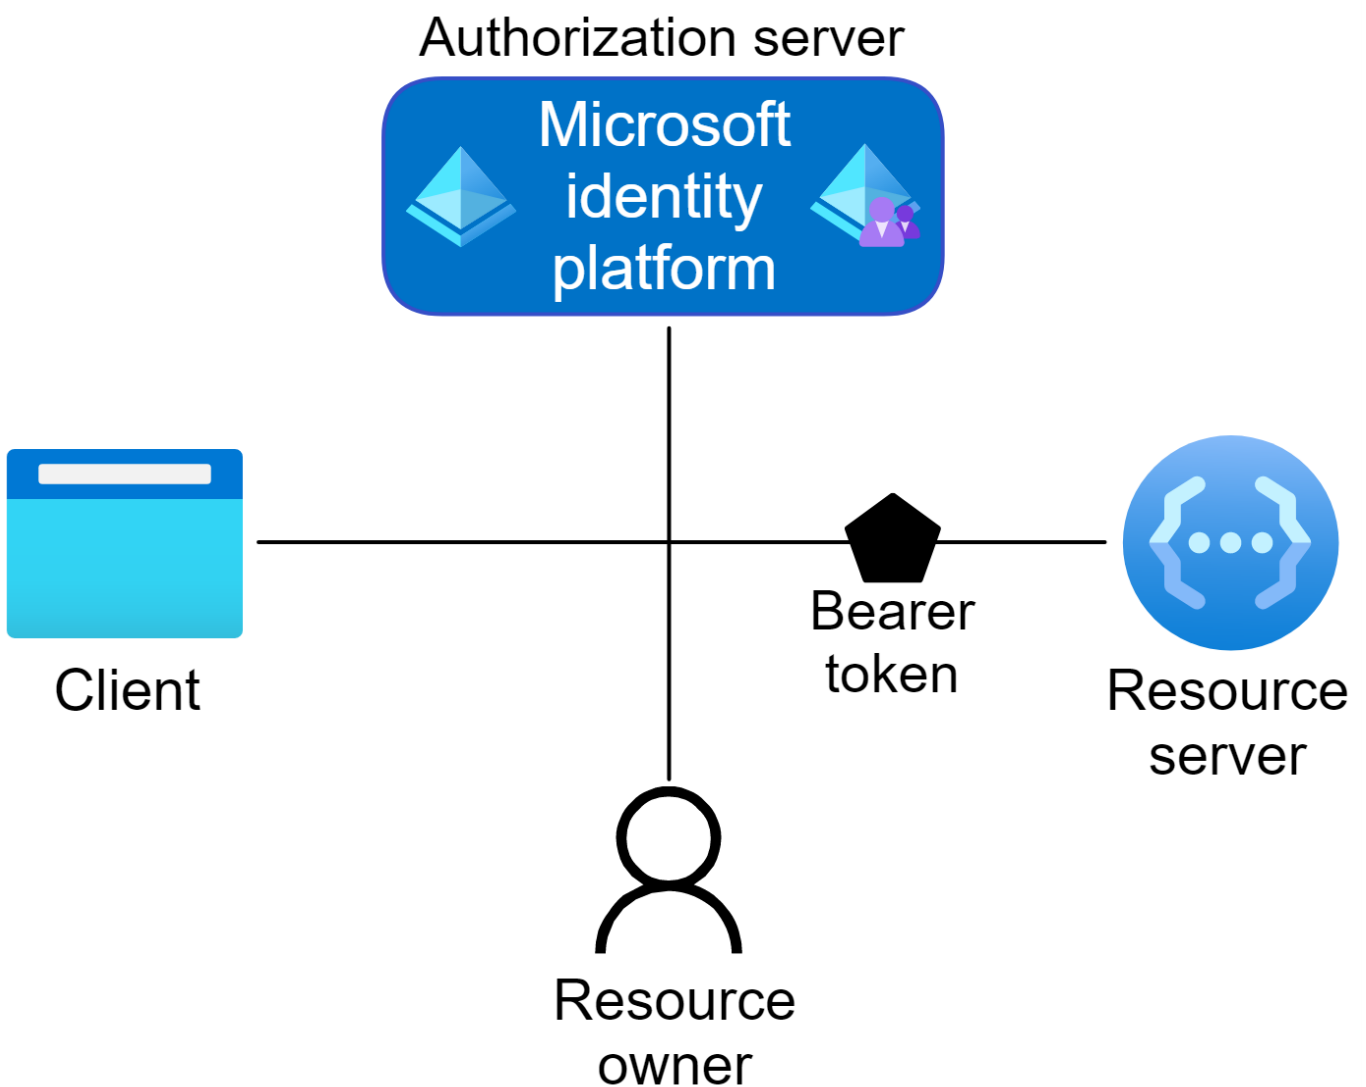 Authorization server
Microsoft
identity
platform
Bearer
token
Client
Resource
server
Resource
owner